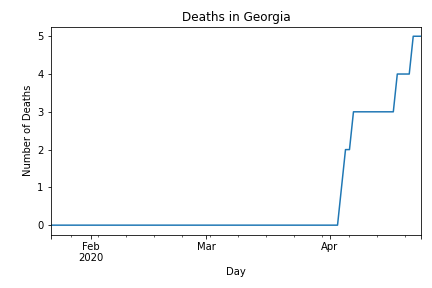 Deaths in Georgia
Number of Deaths
5
4
3
2
1
0
Feb
2020
Mar
Apr
Day